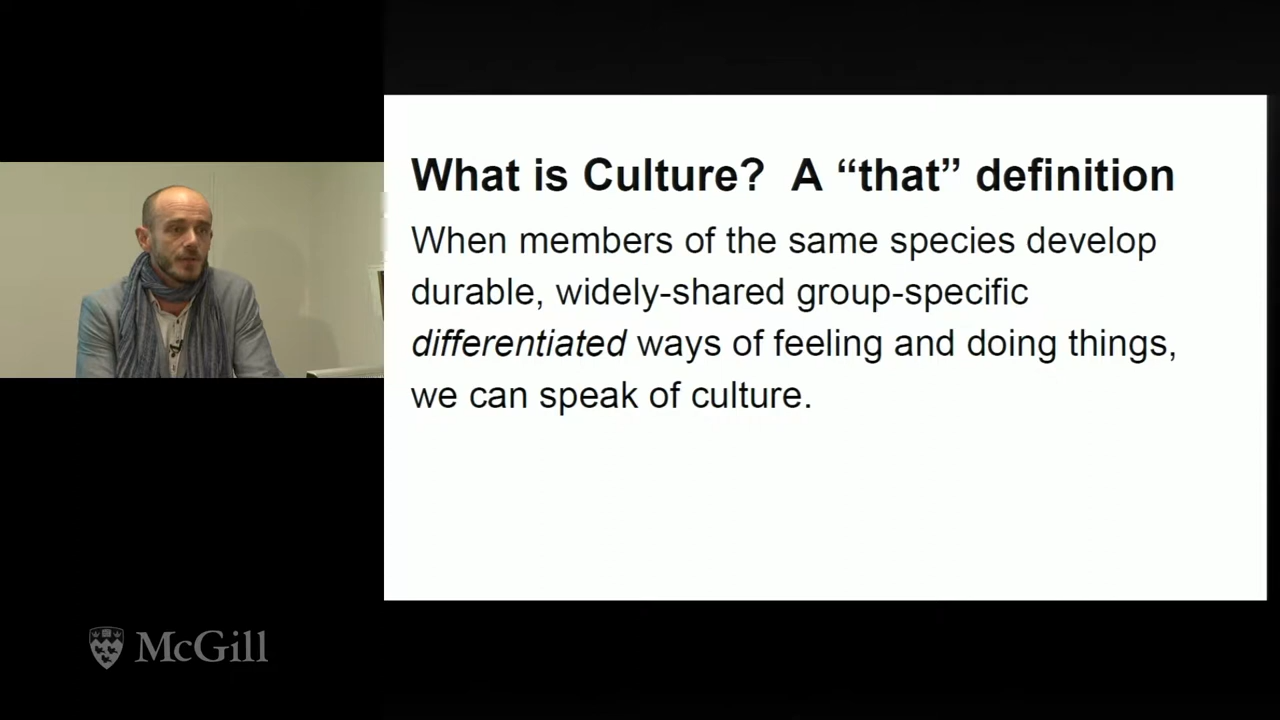 What is Culture? A “that” definition
When members of the same species develop
durable, widely-shared group-specific
differentiated ways of feeling and doing things,
we can speak of culture.
McGill